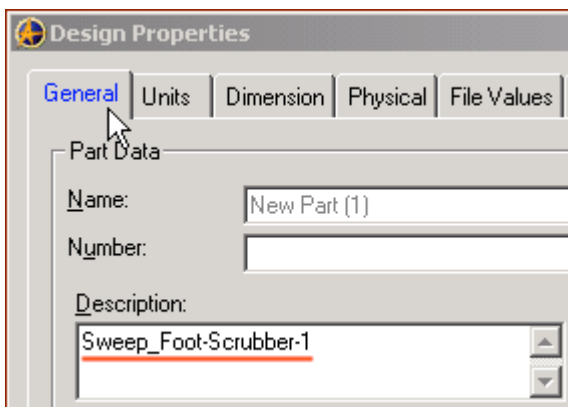 Design Properties
General Units Dimension Physical File Values
Part Data
Name: New Part (1)
Number:
Description:
Sweep_Foot-Scrubber-1